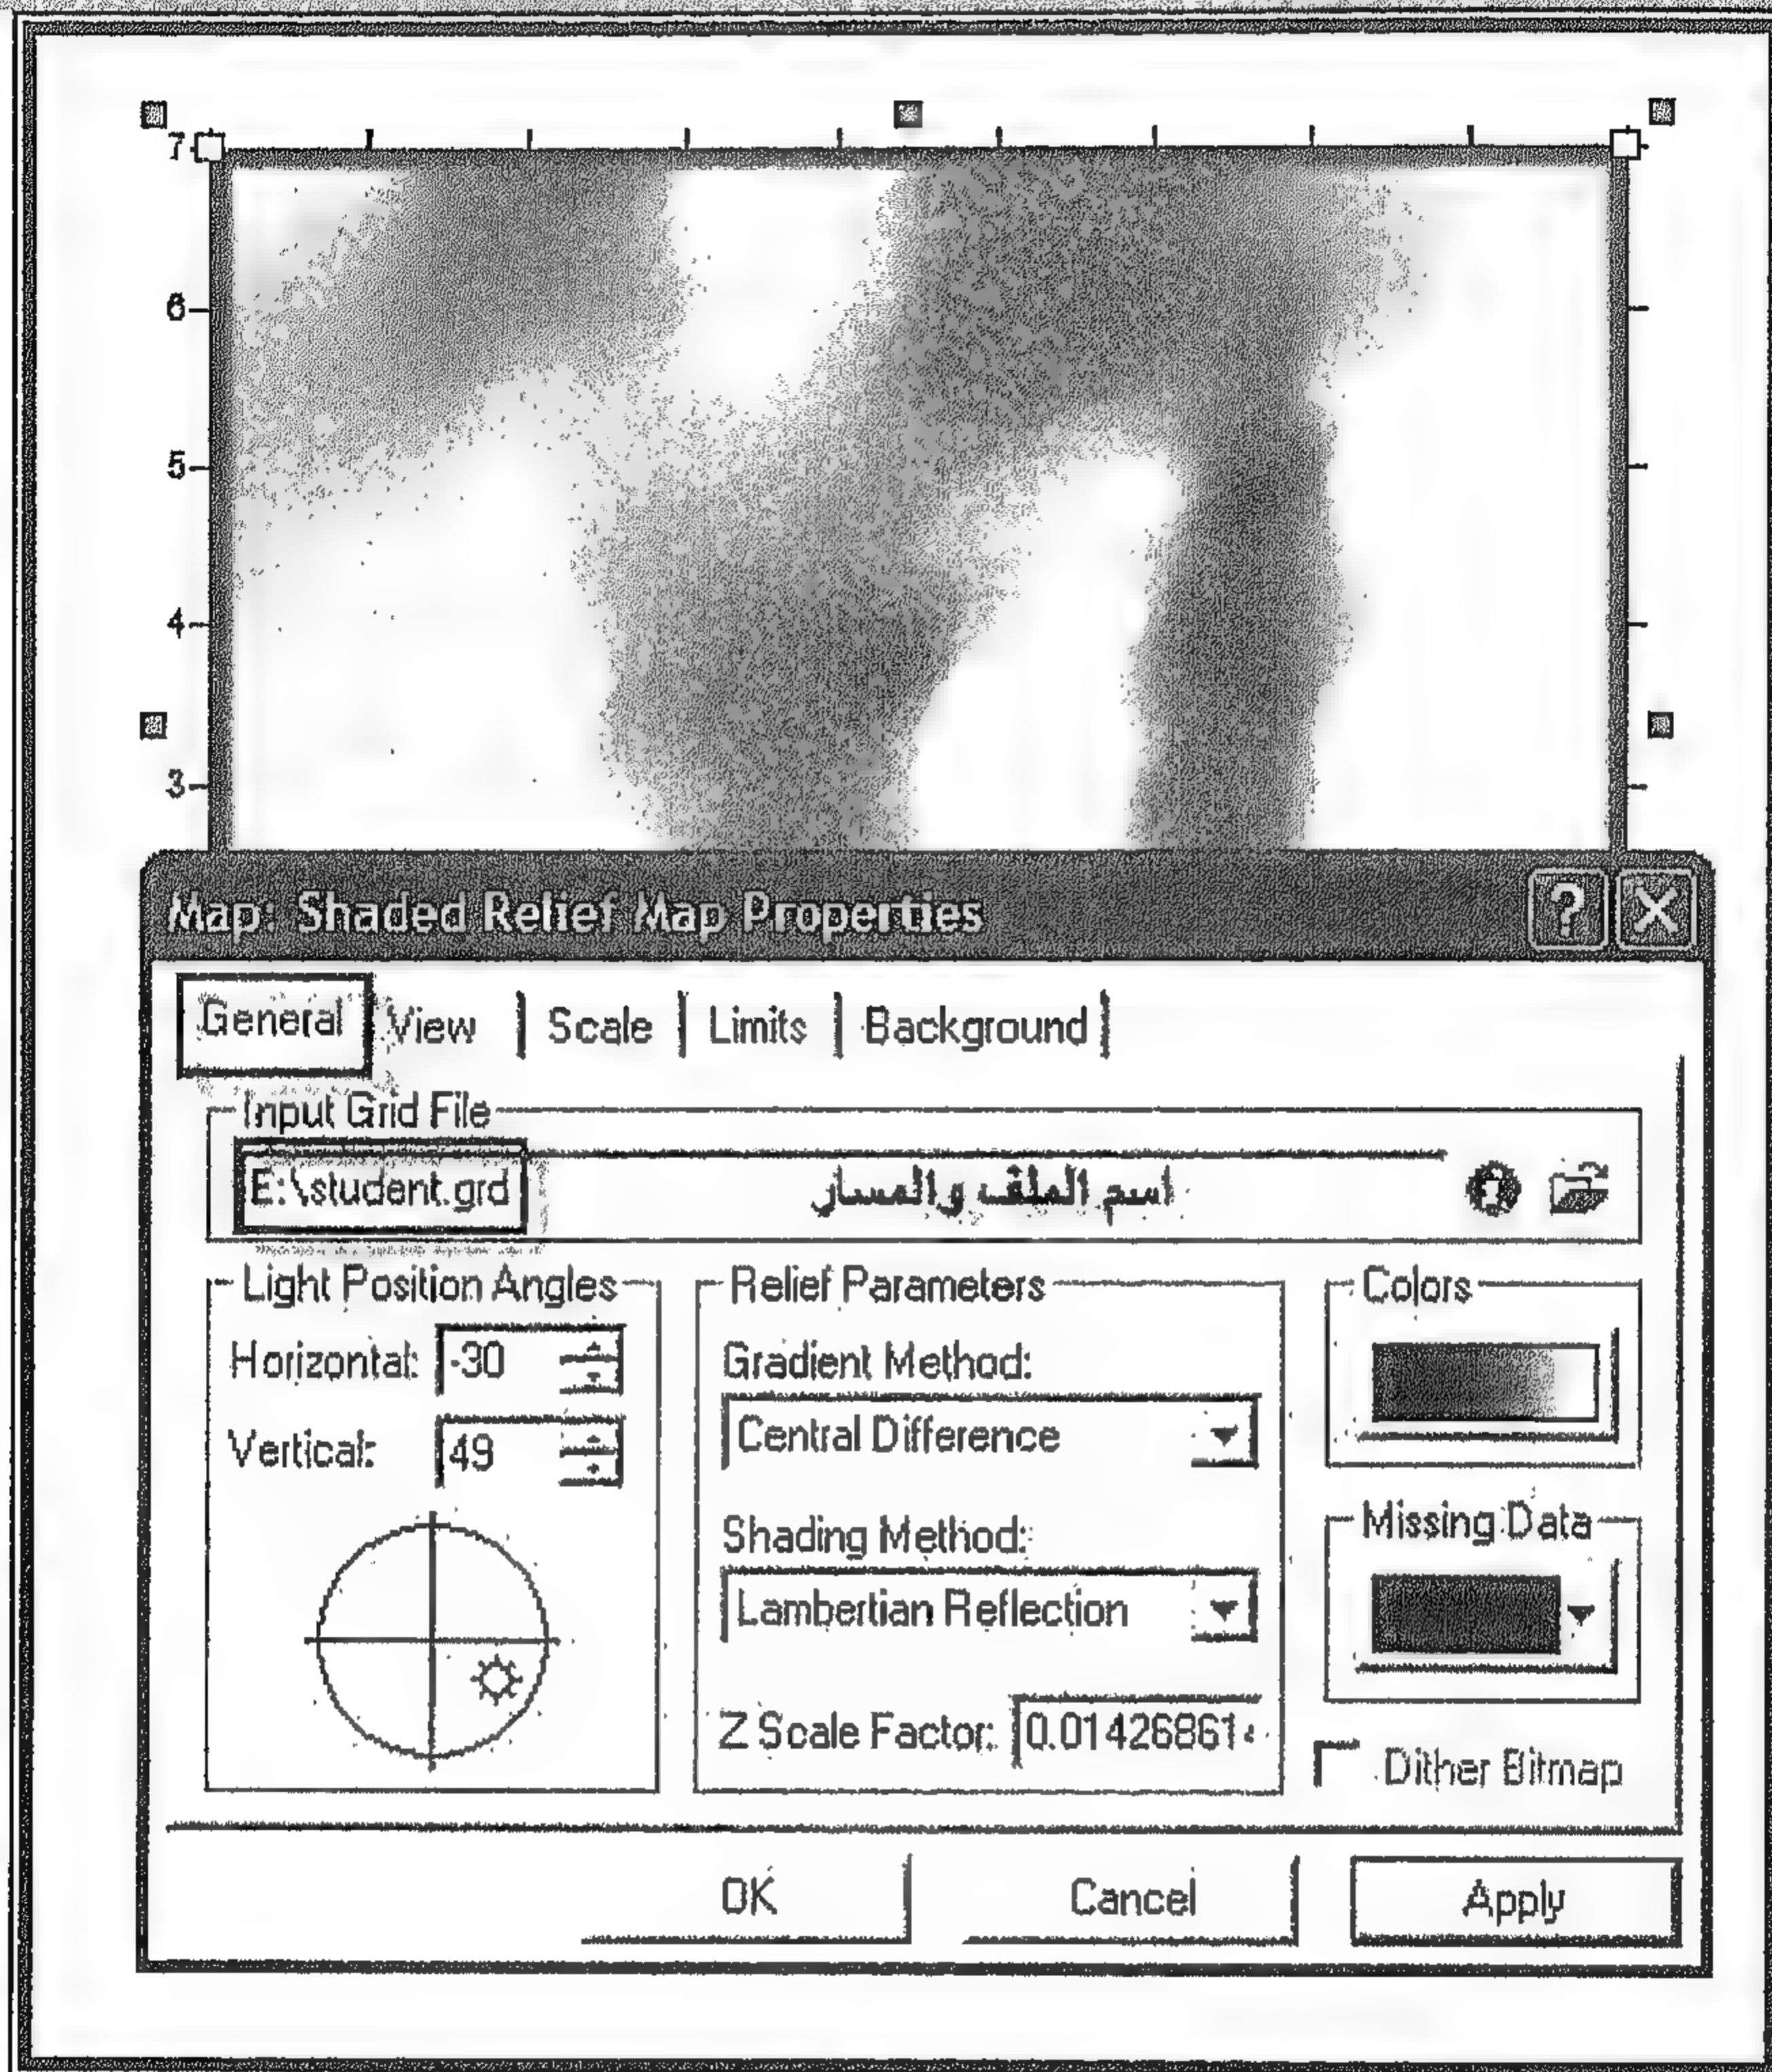 7
6
5
4
3
Map: Shaded Relief Map Properties
General View Scale Limits Background
Input Grid File
E:\student.grd اسم الملف والمسار
Light Position Angles
Horizontal: -30
Vertical: 49
Relief Parameters
Gradient Method:
Central Difference
Shading Method:
Lambertian Reflection
Z Scale Factor: 0.01426861
Colors
Missing Data
Dither Bitmap
OK Cancel Apply